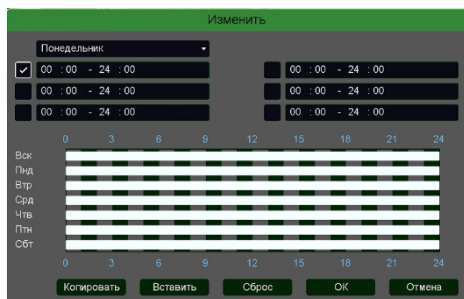 Изменить
Понедельник
00 :00 - 24 :00 00 :00 - 24 :00
00 :00 - 24 :00 00 :00 - 24 :00
00 :00 - 24 :00 00 :00 - 24 :00
0 3 6 9 12 15 18 21 24
Вск
Пнд
Втр
Срд
Чтв
Птн
Сбт
0 3 6 9 12 15 18 21 24
Копировать Вставить Сброс ОК Отмена